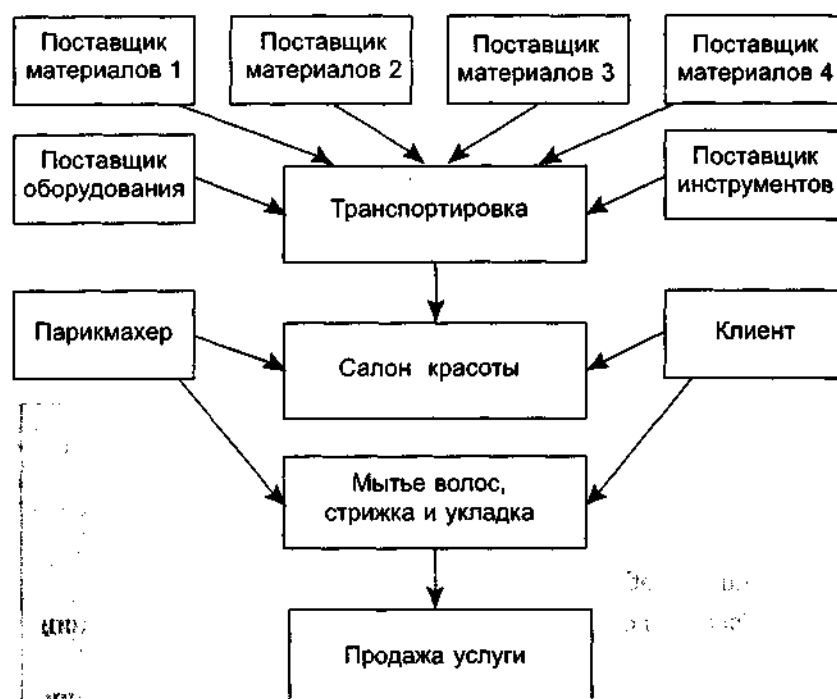 Поставщик
материалов 1
Поставщик
материалов 2
Поставщик
материалов 3
Поставщик
материалов 4
Поставщик
оборудования
Транспортировка
Поставщик
инструментов
Парикмахер
Салон красоты
Клиент
Мытье волос,
стрижка и укладка
Продажа услуги